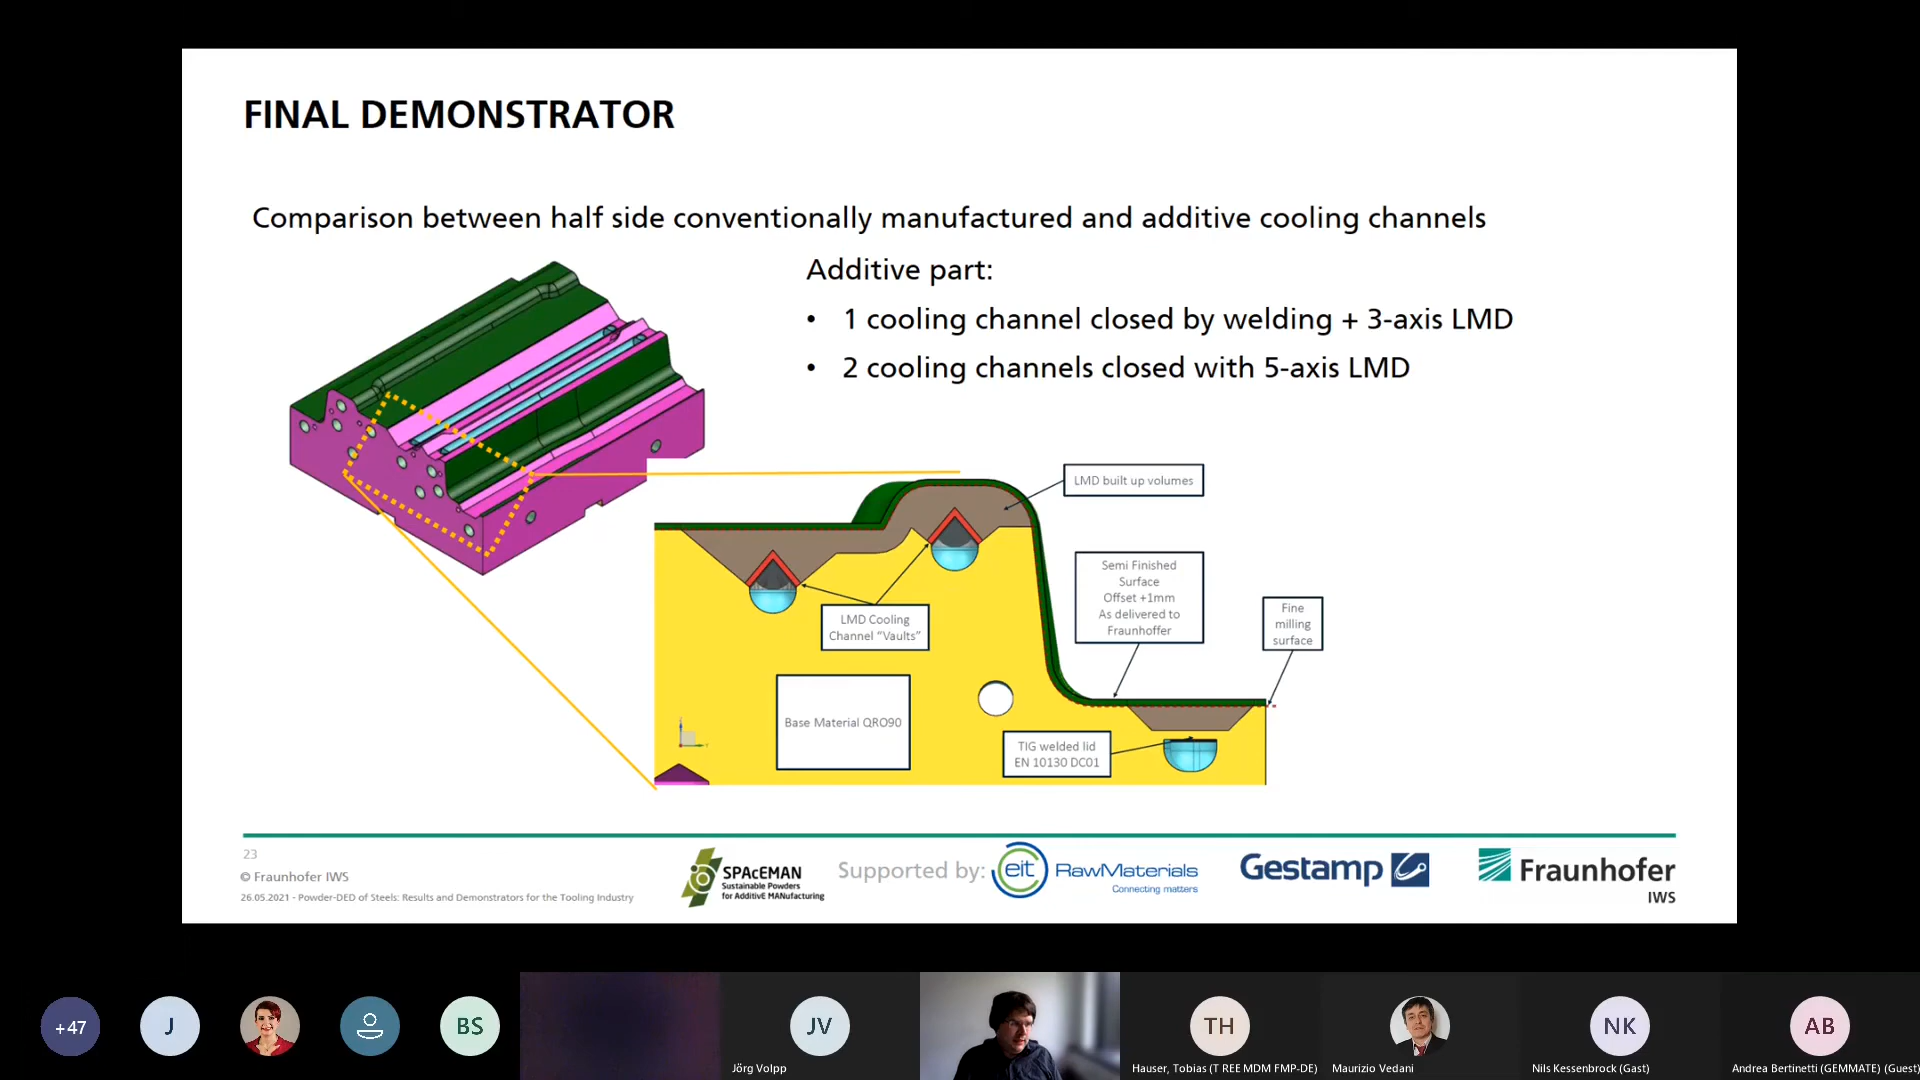 FINAL DEMONSTRATOR
Comparison between half side conventionally manufactured and additive cooling channels
Additive part:
• 1 cooling channel closed by welding + 3-axis LMD
• 2 cooling channels closed with 5-axis LMD
LMD built up volumes
Semi Finished
Surface
Offset +1mm
As delivered to
Fraunhoffer
Fine
milling
surface
LMD Cooling
Channel “Vaults”
Base Material QRO90
TIG welded lid
EN 10130 DC01
23
© Fraunhofer IWS
26.05.2021 - Powder-DED of Steels: Results and Demonstrators for the Tooling Industry
SPAcEMAN
Sustainable Powders
for AdditivE MANufacturing
Supported by:
eit RawMaterials
Connecting matters
Gestamp
Fraunhofer
IWS
+47
J
BS
JV
Jörg Volpp
TH
Hauser, Tobias (T REE MDM FMP-DE)
Maurizio Vedani
NK
Nils Kessenbrock (Gast)
AB
Andrea Bertinetti (GEMMATE) (Guest)